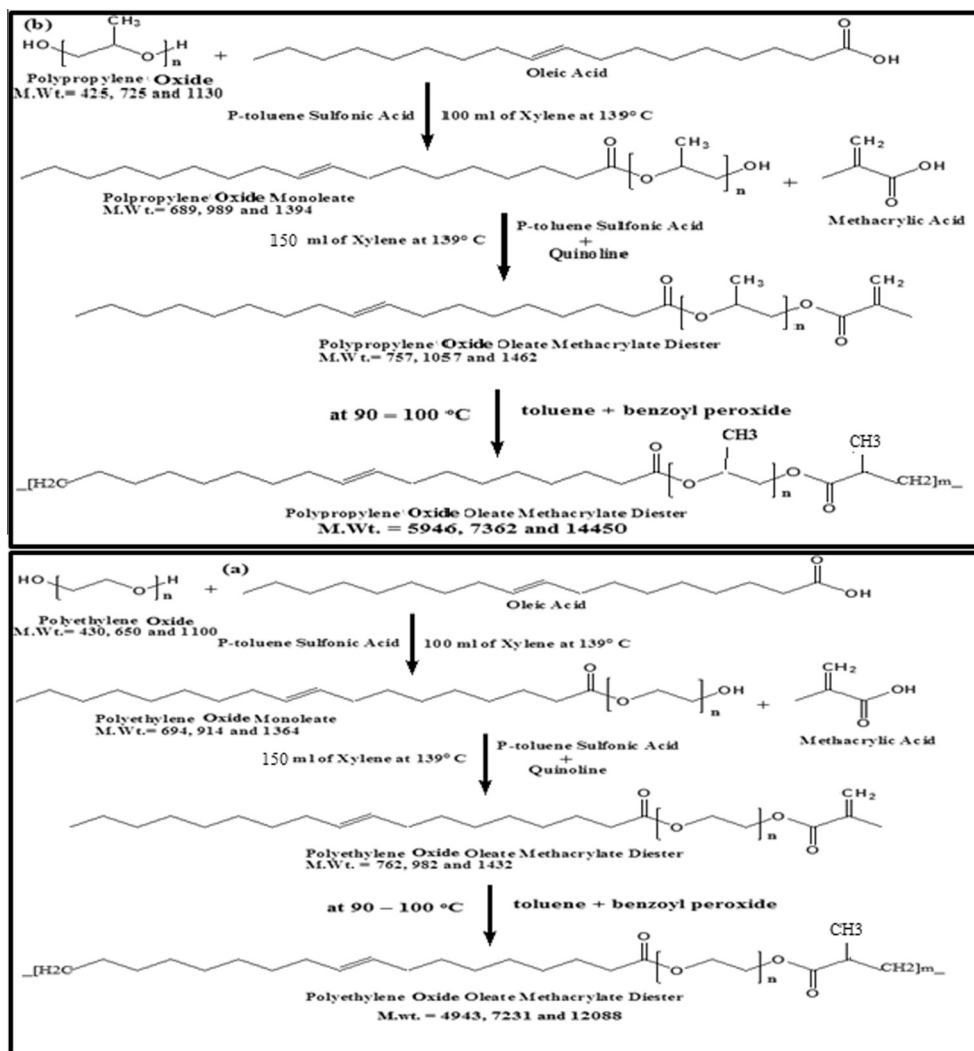 (b)
CH3
HO
O
H
n
+
O
OH
Polypropylene Oxide
M.Wt.= 425, 725 and 1130
Oleic Acid
P-toluene Sulfonic Acid
100 ml of Xylene at 139° C
O
CH3
O
OH
n
+
CH2
OH
O
Polpropylene Oxide Monoleate
M.Wt.= 689, 989 and 1394
Methacrylic Acid
150 ml of Xylene at 139° C
P-toluene Sulfonic Acid
+
Quinoline
O
CH3
CH2
O
O
n
O
Polypropylene Oxide Oleate Methacrylate Diester
M.Wt.= 757, 1057 and 1462
at 90 – 100 °C
toluene + benzoyl peroxide
CH3
CH3
O
_[H2C
O
O
n
O
CH2]m_
Polypropylene Oxide Oleate Methacrylate Diester
M.Wt. = 5946, 7362 and 14450
(a)
HO
O
H
n
+
O
OH
Polyethylene Oxide
M.Wt.= 430, 650 and 1100
Oleic Acid
P-toluene Sulfonic Acid
100 ml of Xylene at 139° C
O
O
OH
n
+
CH2
OH
O
Polyethylene Oxide Monoleate
M.Wt.= 694, 914 and 1364
Methacrylic Acid
150 ml of Xylene at 139° C
P-toluene Sulfonic Acid
+
Quinoline
O
CH2
O
O
n
O
Polyethylene Oxide Oleate Methacrylate Diester
M.Wt. = 762, 982 and 1432
at 90 – 100 °C
toluene + benzoyl peroxide
CH3
O
_[H2C
O
O
n
O
CH2]m_
Polyethylene Oxide Oleate Methacrylate Diester
M.wt. = 4943, 7231 and 12088